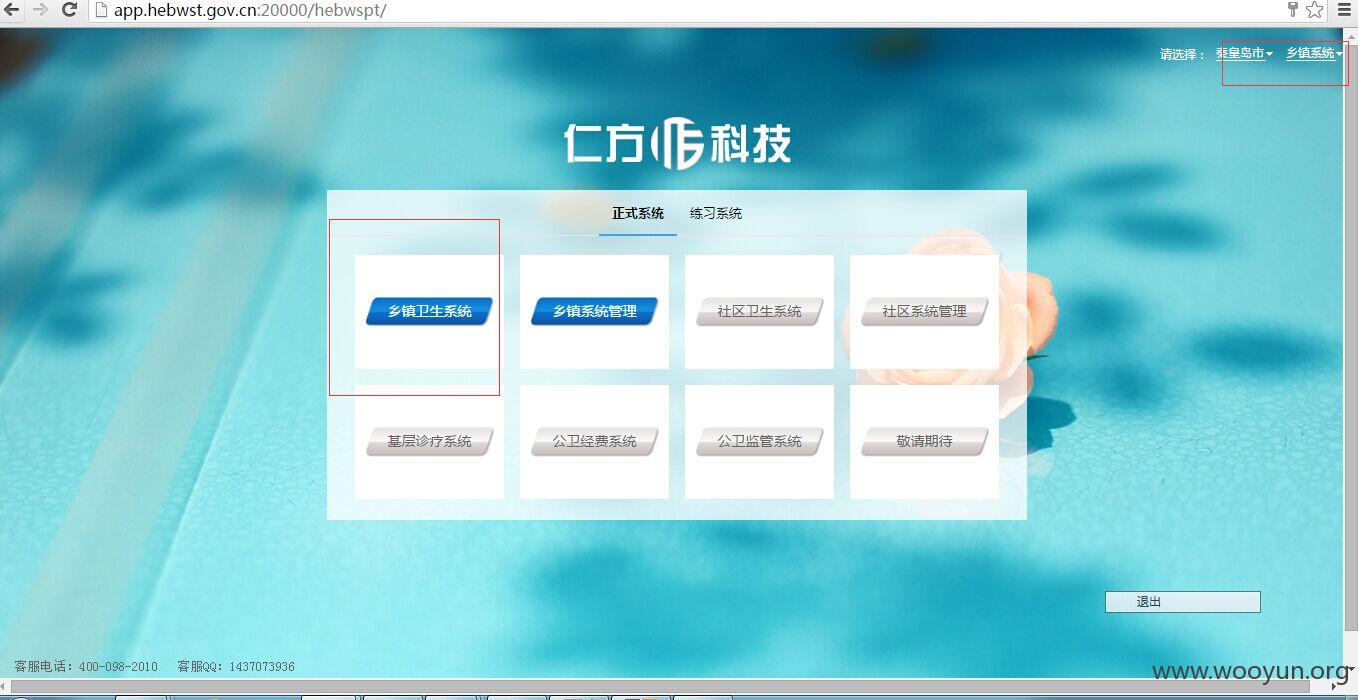 app.hebwst.gov.cn:20000/hebwspt/
请选择： 秦皇岛市 乡镇系统
仁方科技
正式系统 练习系统
乡镇卫生系统 乡镇系统管理 社区卫生系统 社区系统管理
基层诊疗系统 公卫经费系统 公卫监管系统 敬请期待
退出
客服电话：400-098-2010 客服QQ：1437073936
www.wooyun.org